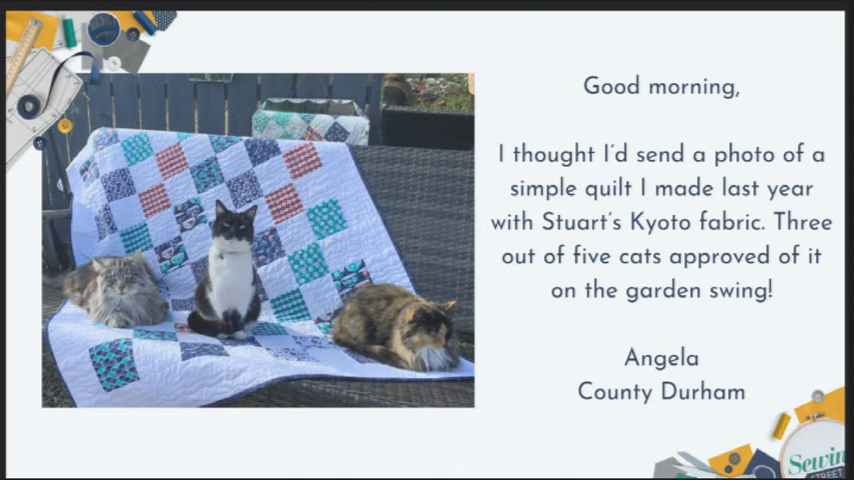 Good morning,
I thought I'd send a photo of a
simple quilt I made last year
with Stuart's Kyoto fabric. Three
out of five cats approved of it
on the garden swing!
Angela
County Durham
Sewin
STREET